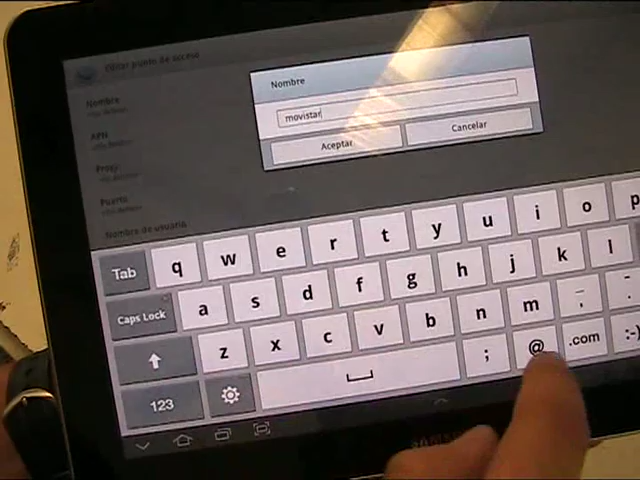 Editar punto de acceso
Nombre
APN
Proxy
Puerto
Nombre de usuario
Nombre
movistar
Aceptar
Cancelar
Tab q w e r t y u i o p
Caps Lock a s d f g h j k l
z x c v b n m , .
123 ; @ .com :-)
SAMSUNG